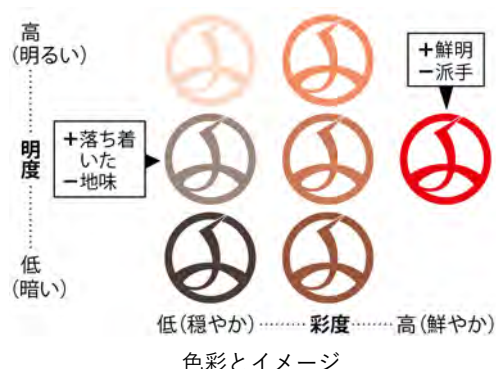 高
(明るい)
明度
低
(暗い)
＋落ち着
いた
−地味
＋鮮明
−派手
低(穏やか)………彩度……高(鮮やか)
色彩とイメージ